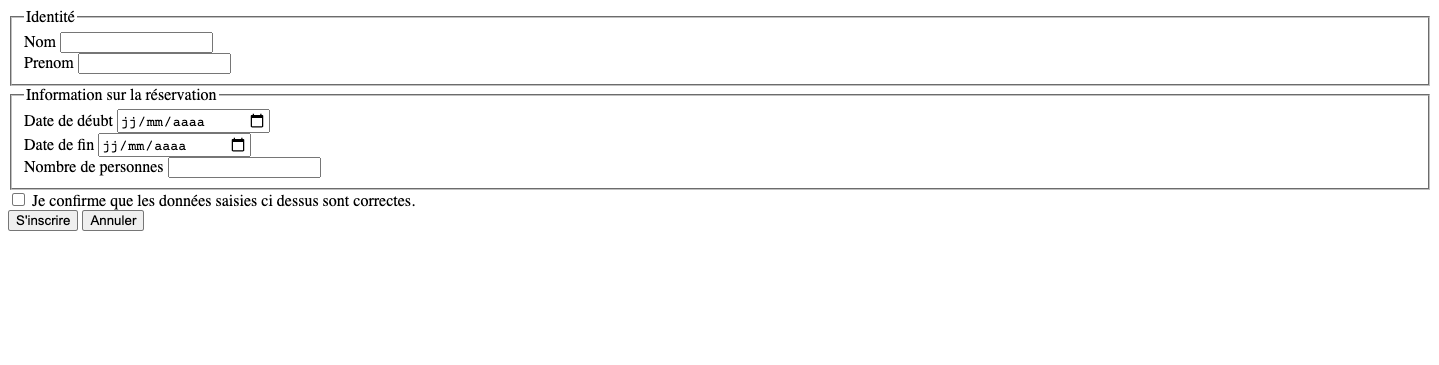 Identité
Nom
Prenom
Information sur la réservation
Date de déubt jj/mm/aaaa
Date de fin jj/mm/aaaa
Nombre de personnes
Je confirme que les données saisies ci dessus sont correctes.
S'inscrire Annuler